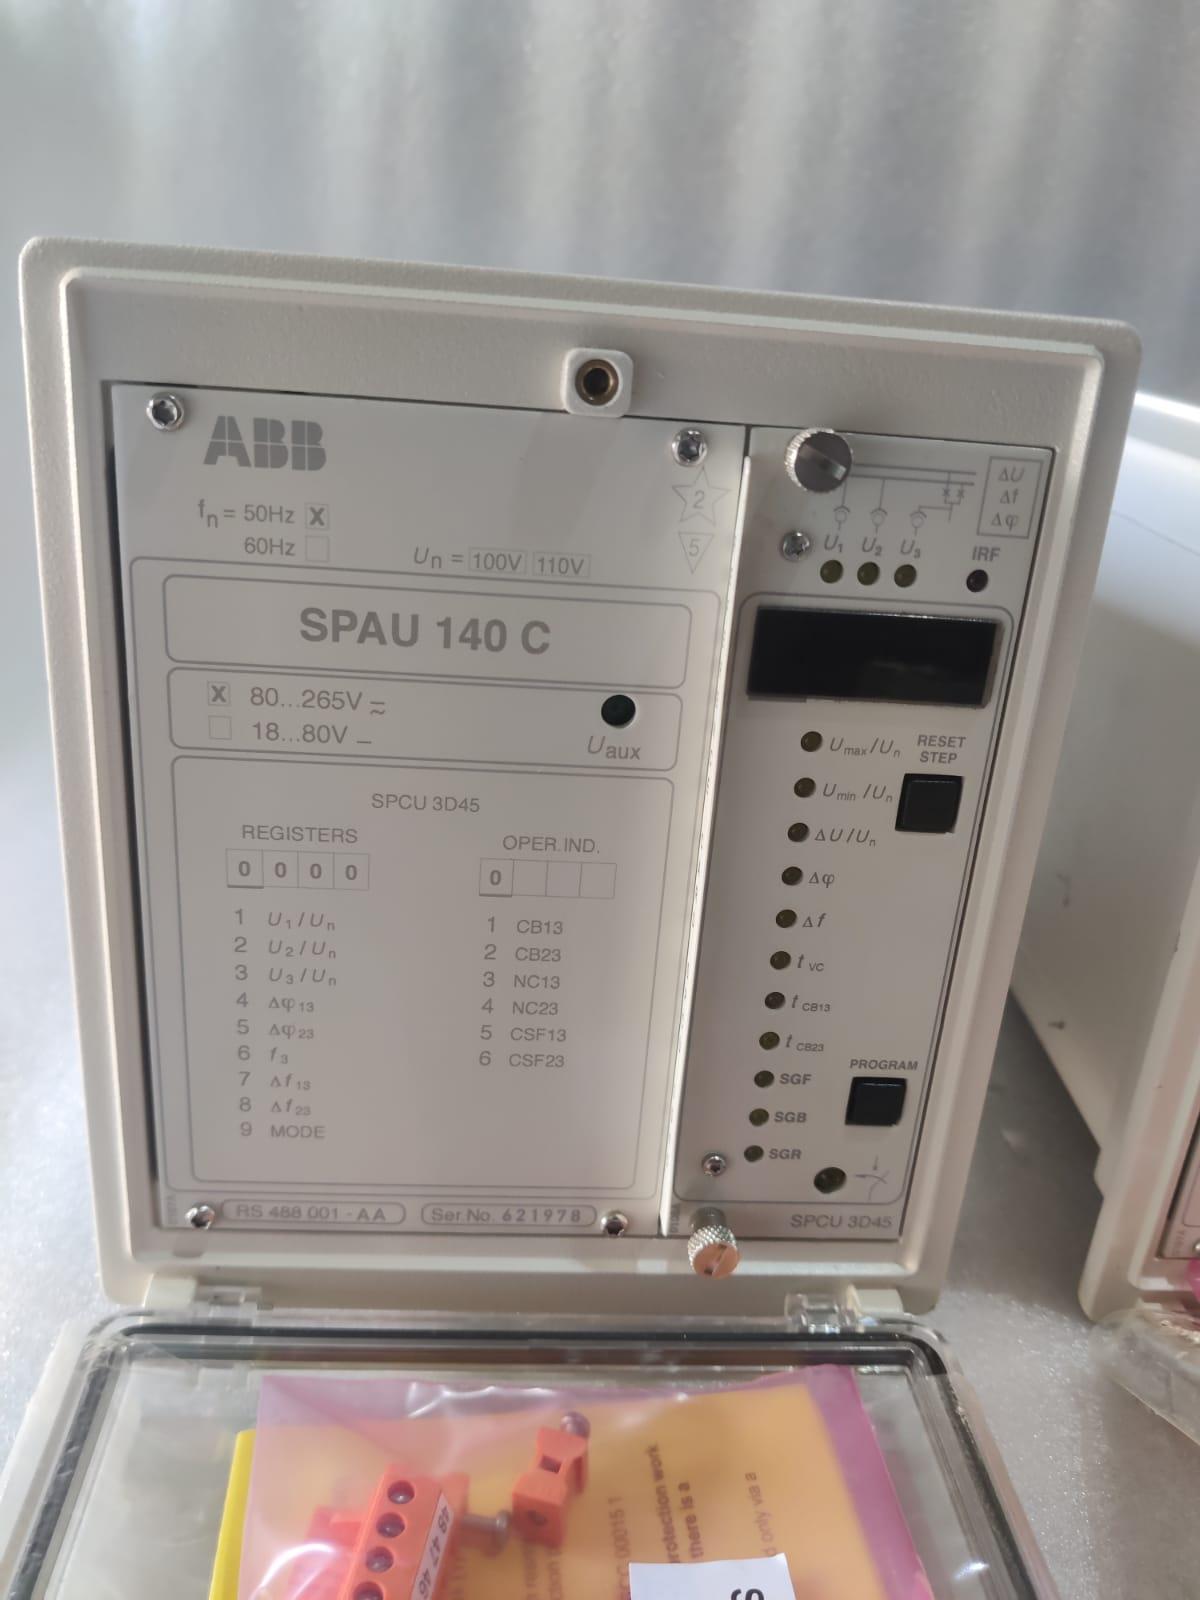 ABB
fn = 50Hz X
60Hz
Un = 100V 110V
2
5
SPAU 140 C
X 80...265V
18...80V
Uaux
SPCU 3D45
REGISTERS
0 0 0 0
1 U1/Un
2 U2/Un
3 U3/Un
4 Δφ13
5 Δφ23
6 f3
7 Δf13
8 Δf23
9 MODE
OPER.IND.
0
1 CB13
2 CB23
3 NC13
4 NC23
5 CSF13
6 CSF23
RS 488 001 - AA
Ser.No. 621978
ΔU
Δf
Δφ
U1 U2 U3
IRF
Umax/Un
RESET
STEP
Umin/Un
ΔU/Un
Δφ
Δf
tVC
tCB13
tCB23
SGF
PROGRAM
SGB
SGR
SPCU 3D45
48 47 46
00015 1
protection work
there is a
only via a